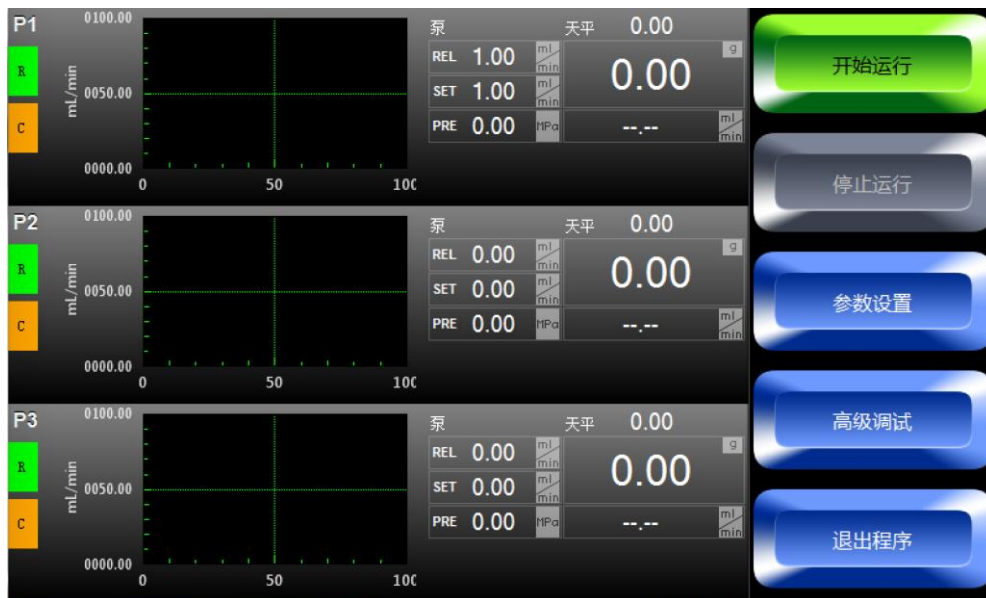 P1 0100.00 泵 天平 0.00
R mL/min 0050.00 REL 1.00 ml/min 0.00 g
SET 1.00 ml/min
C PRE 0.00 MPa --.-- ml/min
0000.00
0 50 100
P2 0100.00 泵 天平 0.00
R mL/min 0050.00 REL 0.00 ml/min 0.00 g
SET 0.00 ml/min
C PRE 0.00 MPa --.-- ml/min
0000.00
0 50 100
P3 0100.00 泵 天平 0.00
R mL/min 0050.00 REL 0.00 ml/min 0.00 g
SET 0.00 ml/min
C PRE 0.00 MPa --.-- ml/min
0000.00
0 50 100
开始运行
停止运行
参数设置
高级调试
退出程序